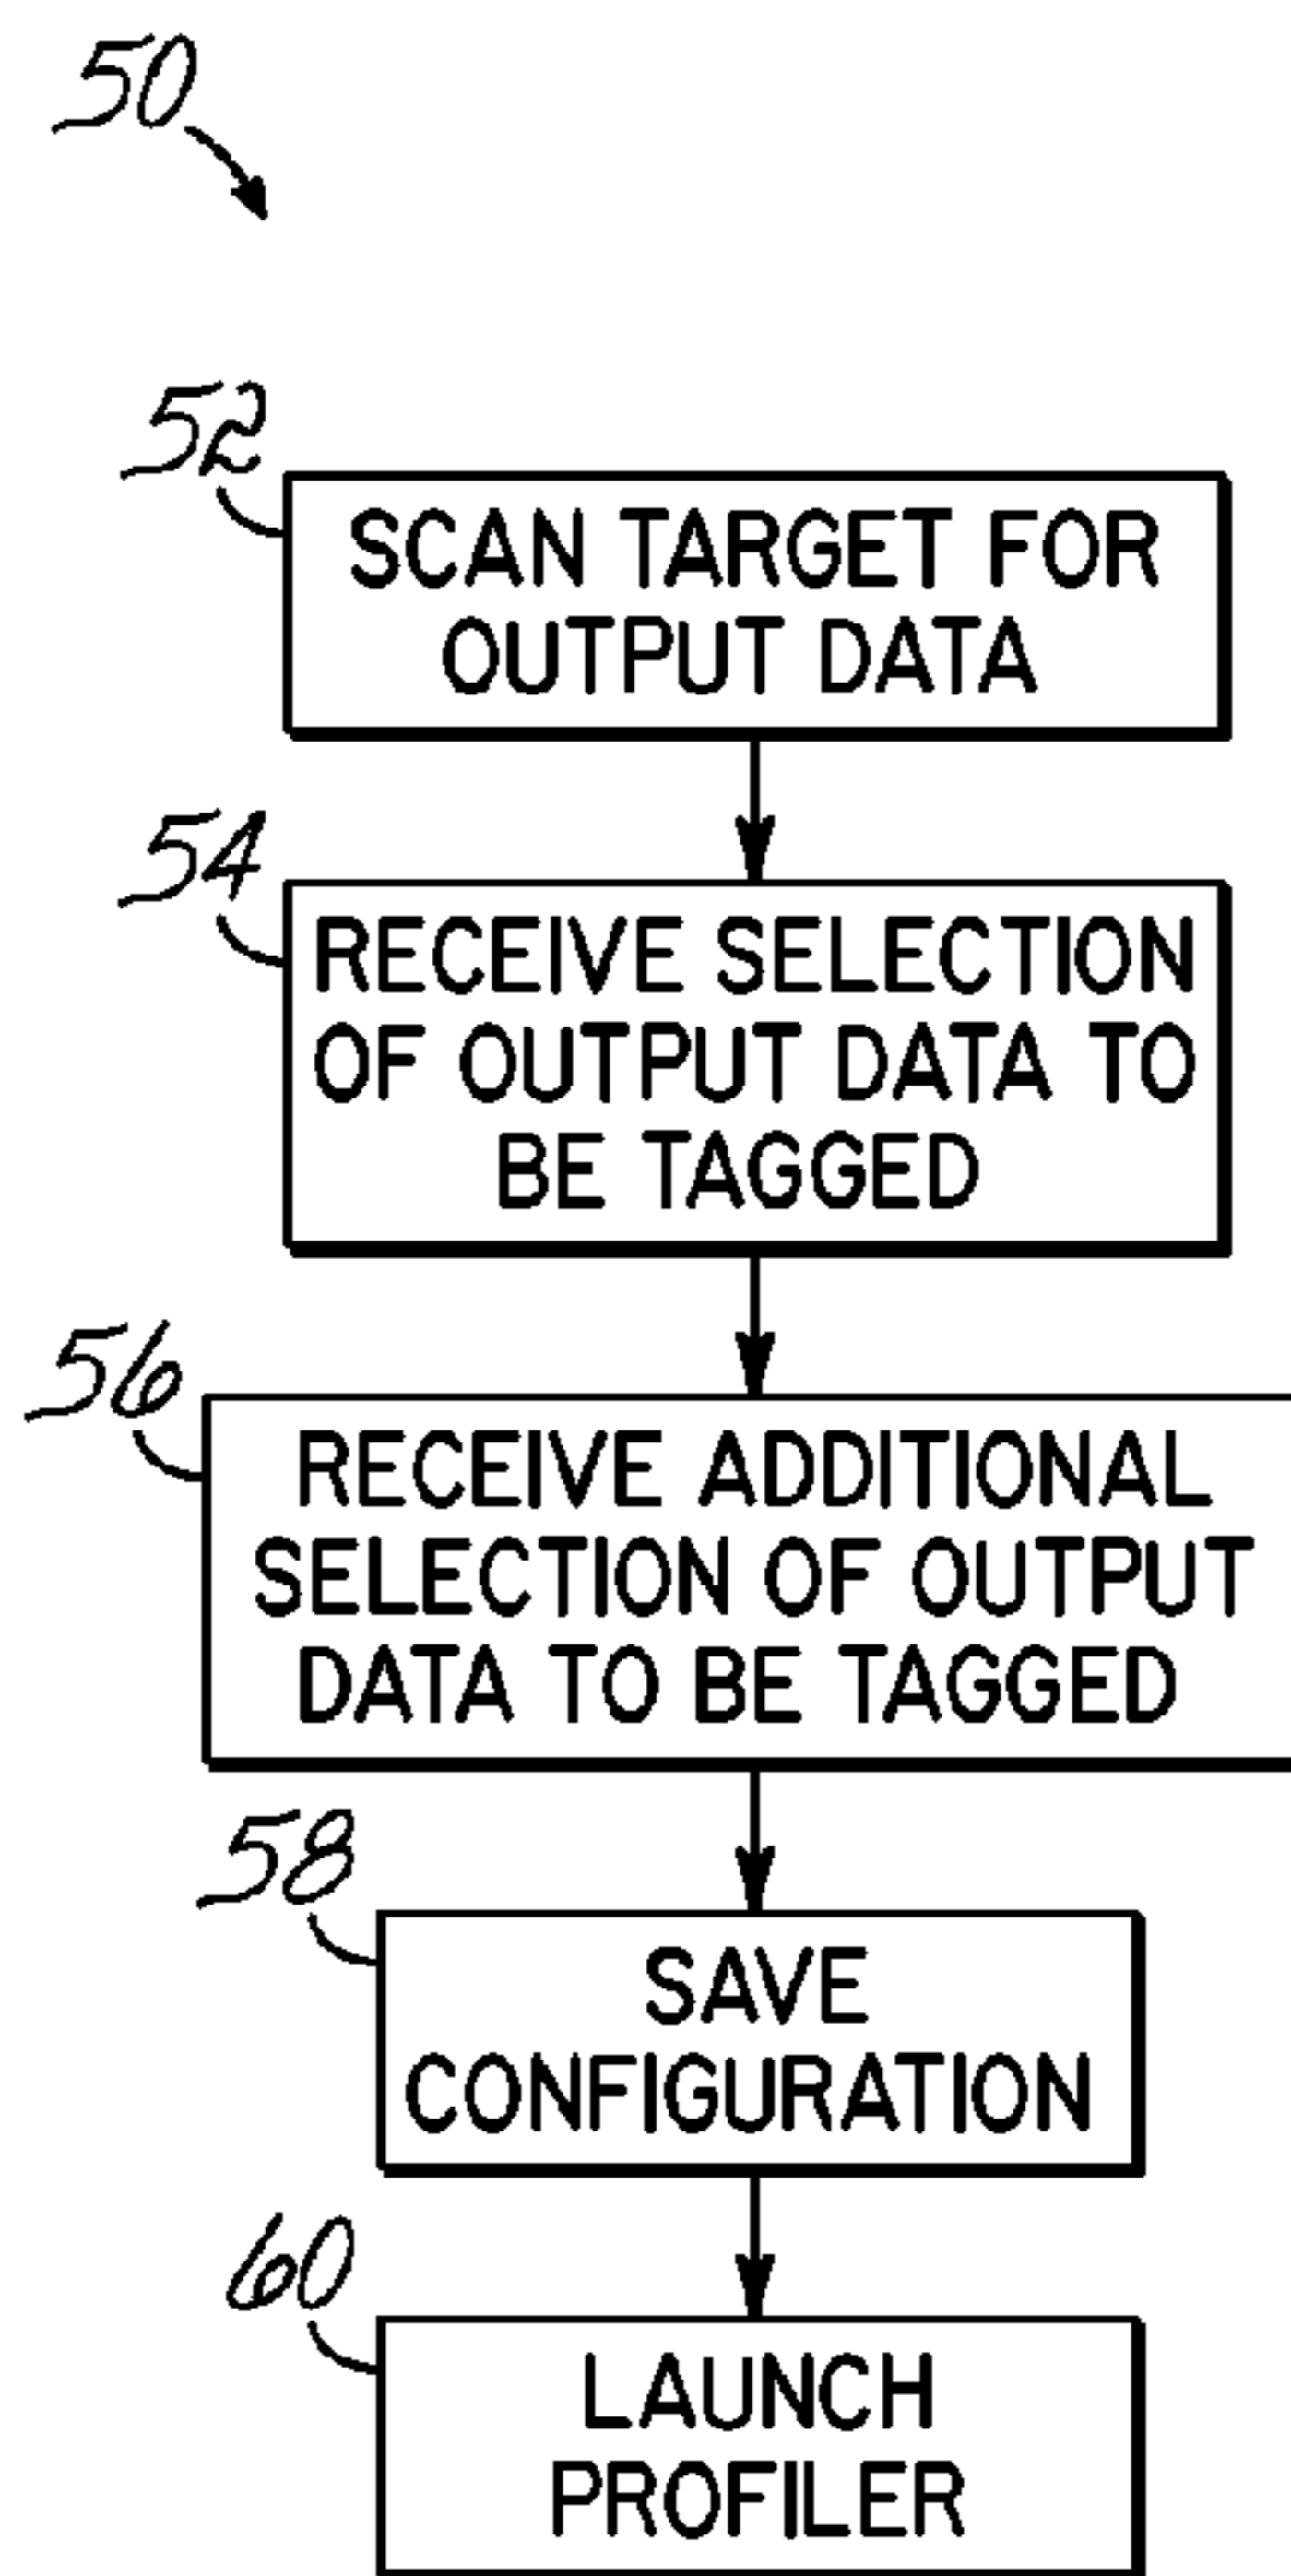 50
52
SCAN TARGET FOR
OUTPUT DATA
54
RECEIVE SELECTION
OF OUTPUT DATA TO
BE TAGGED
56
RECEIVE ADDITIONAL
SELECTION OF OUTPUT
DATA TO BE TAGGED
58
SAVE
CONFIGURATION
60
LAUNCH
PROFILER